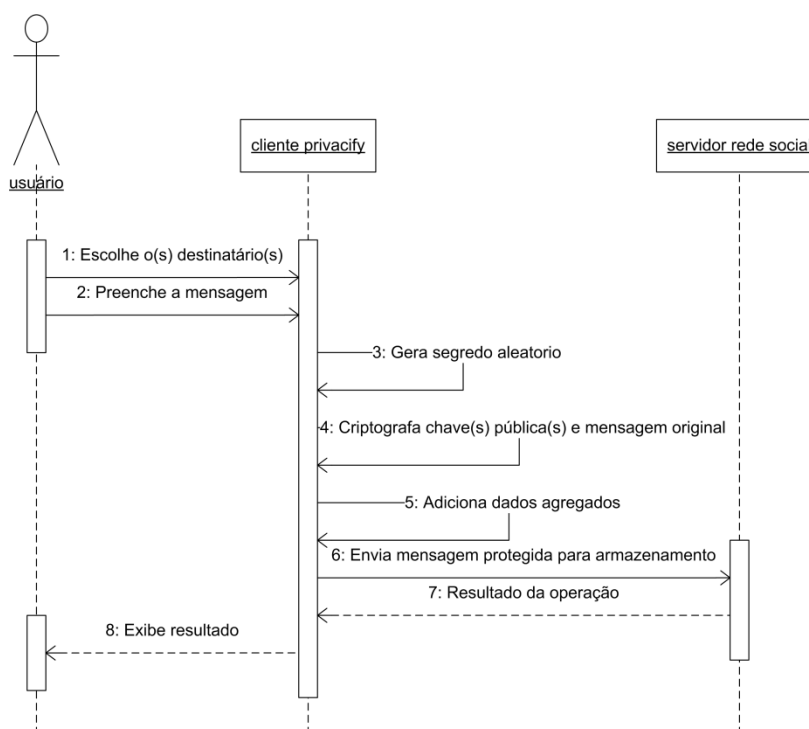 cliente privacify
servidor rede social
usuário
1: Escolhe o(s) destinatário(s)
2: Preenche a mensagem
3: Gera segredo aleatorio
4: Criptografa chave(s) pública(s) e mensagem original
5: Adiciona dados agregados
6: Envia mensagem protegida para armazenamento
7: Resultado da operação
8: Exibe resultado